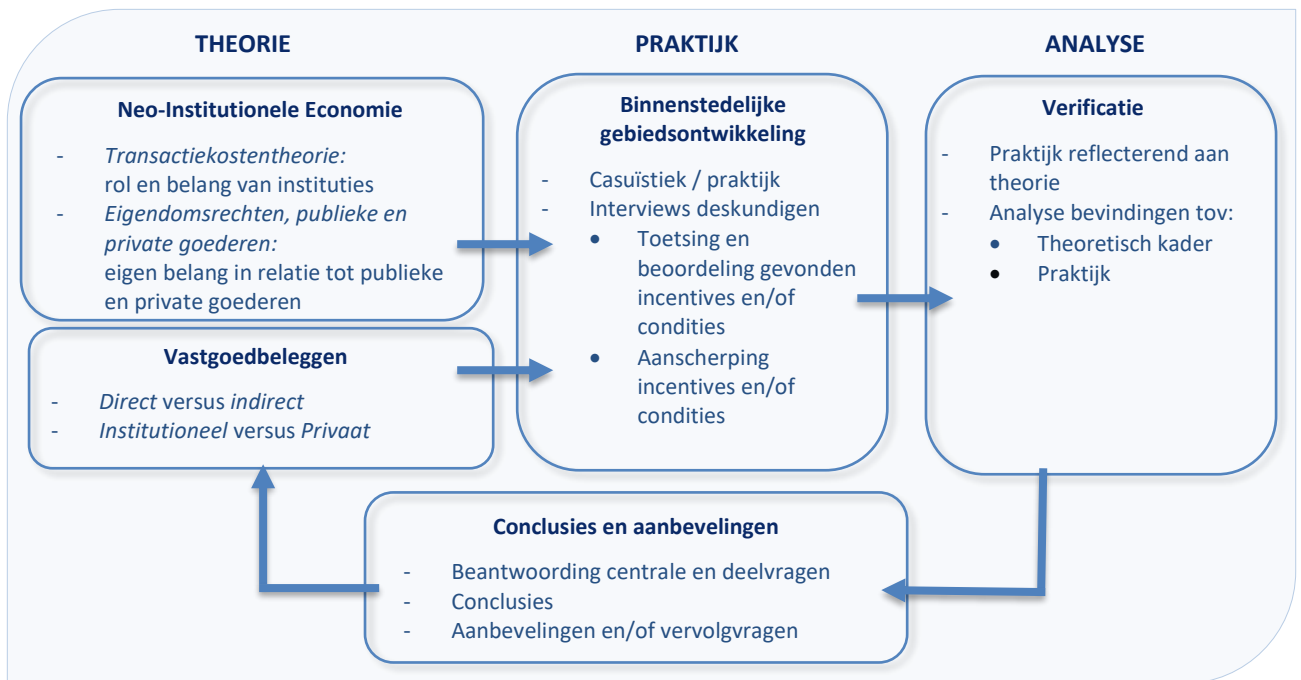 THEORIE
Neo-Institutionele Economie
- Transactiekostentheorie:
rol en belang van instituties
- Eigendomsrechten, publieke en
private goederen:
eigen belang in relatie tot publieke
en private goederen
Vastgoedbeleggen
- Direct versus indirect
- Institutioneel versus Privaat
PRAKTIJK
Binnenstedelijke
gebiedsontwikkeling
- Casuïstiek / praktijk
- Interviews deskundigen
• Toetsing en
beoordeling gevonden
incentives en/of
condities
• Aanscherping
incentives en/of
condities
ANALYSE
Verificatie
- Praktijk reflecterend aan
theorie
- Analyse bevindingen tov:
• Theoretisch kader
• Praktijk
Conclusies en aanbevelingen
- Beantwoording centrale en deelvragen
- Conclusies
- Aanbevelingen en/of vervolgvragen